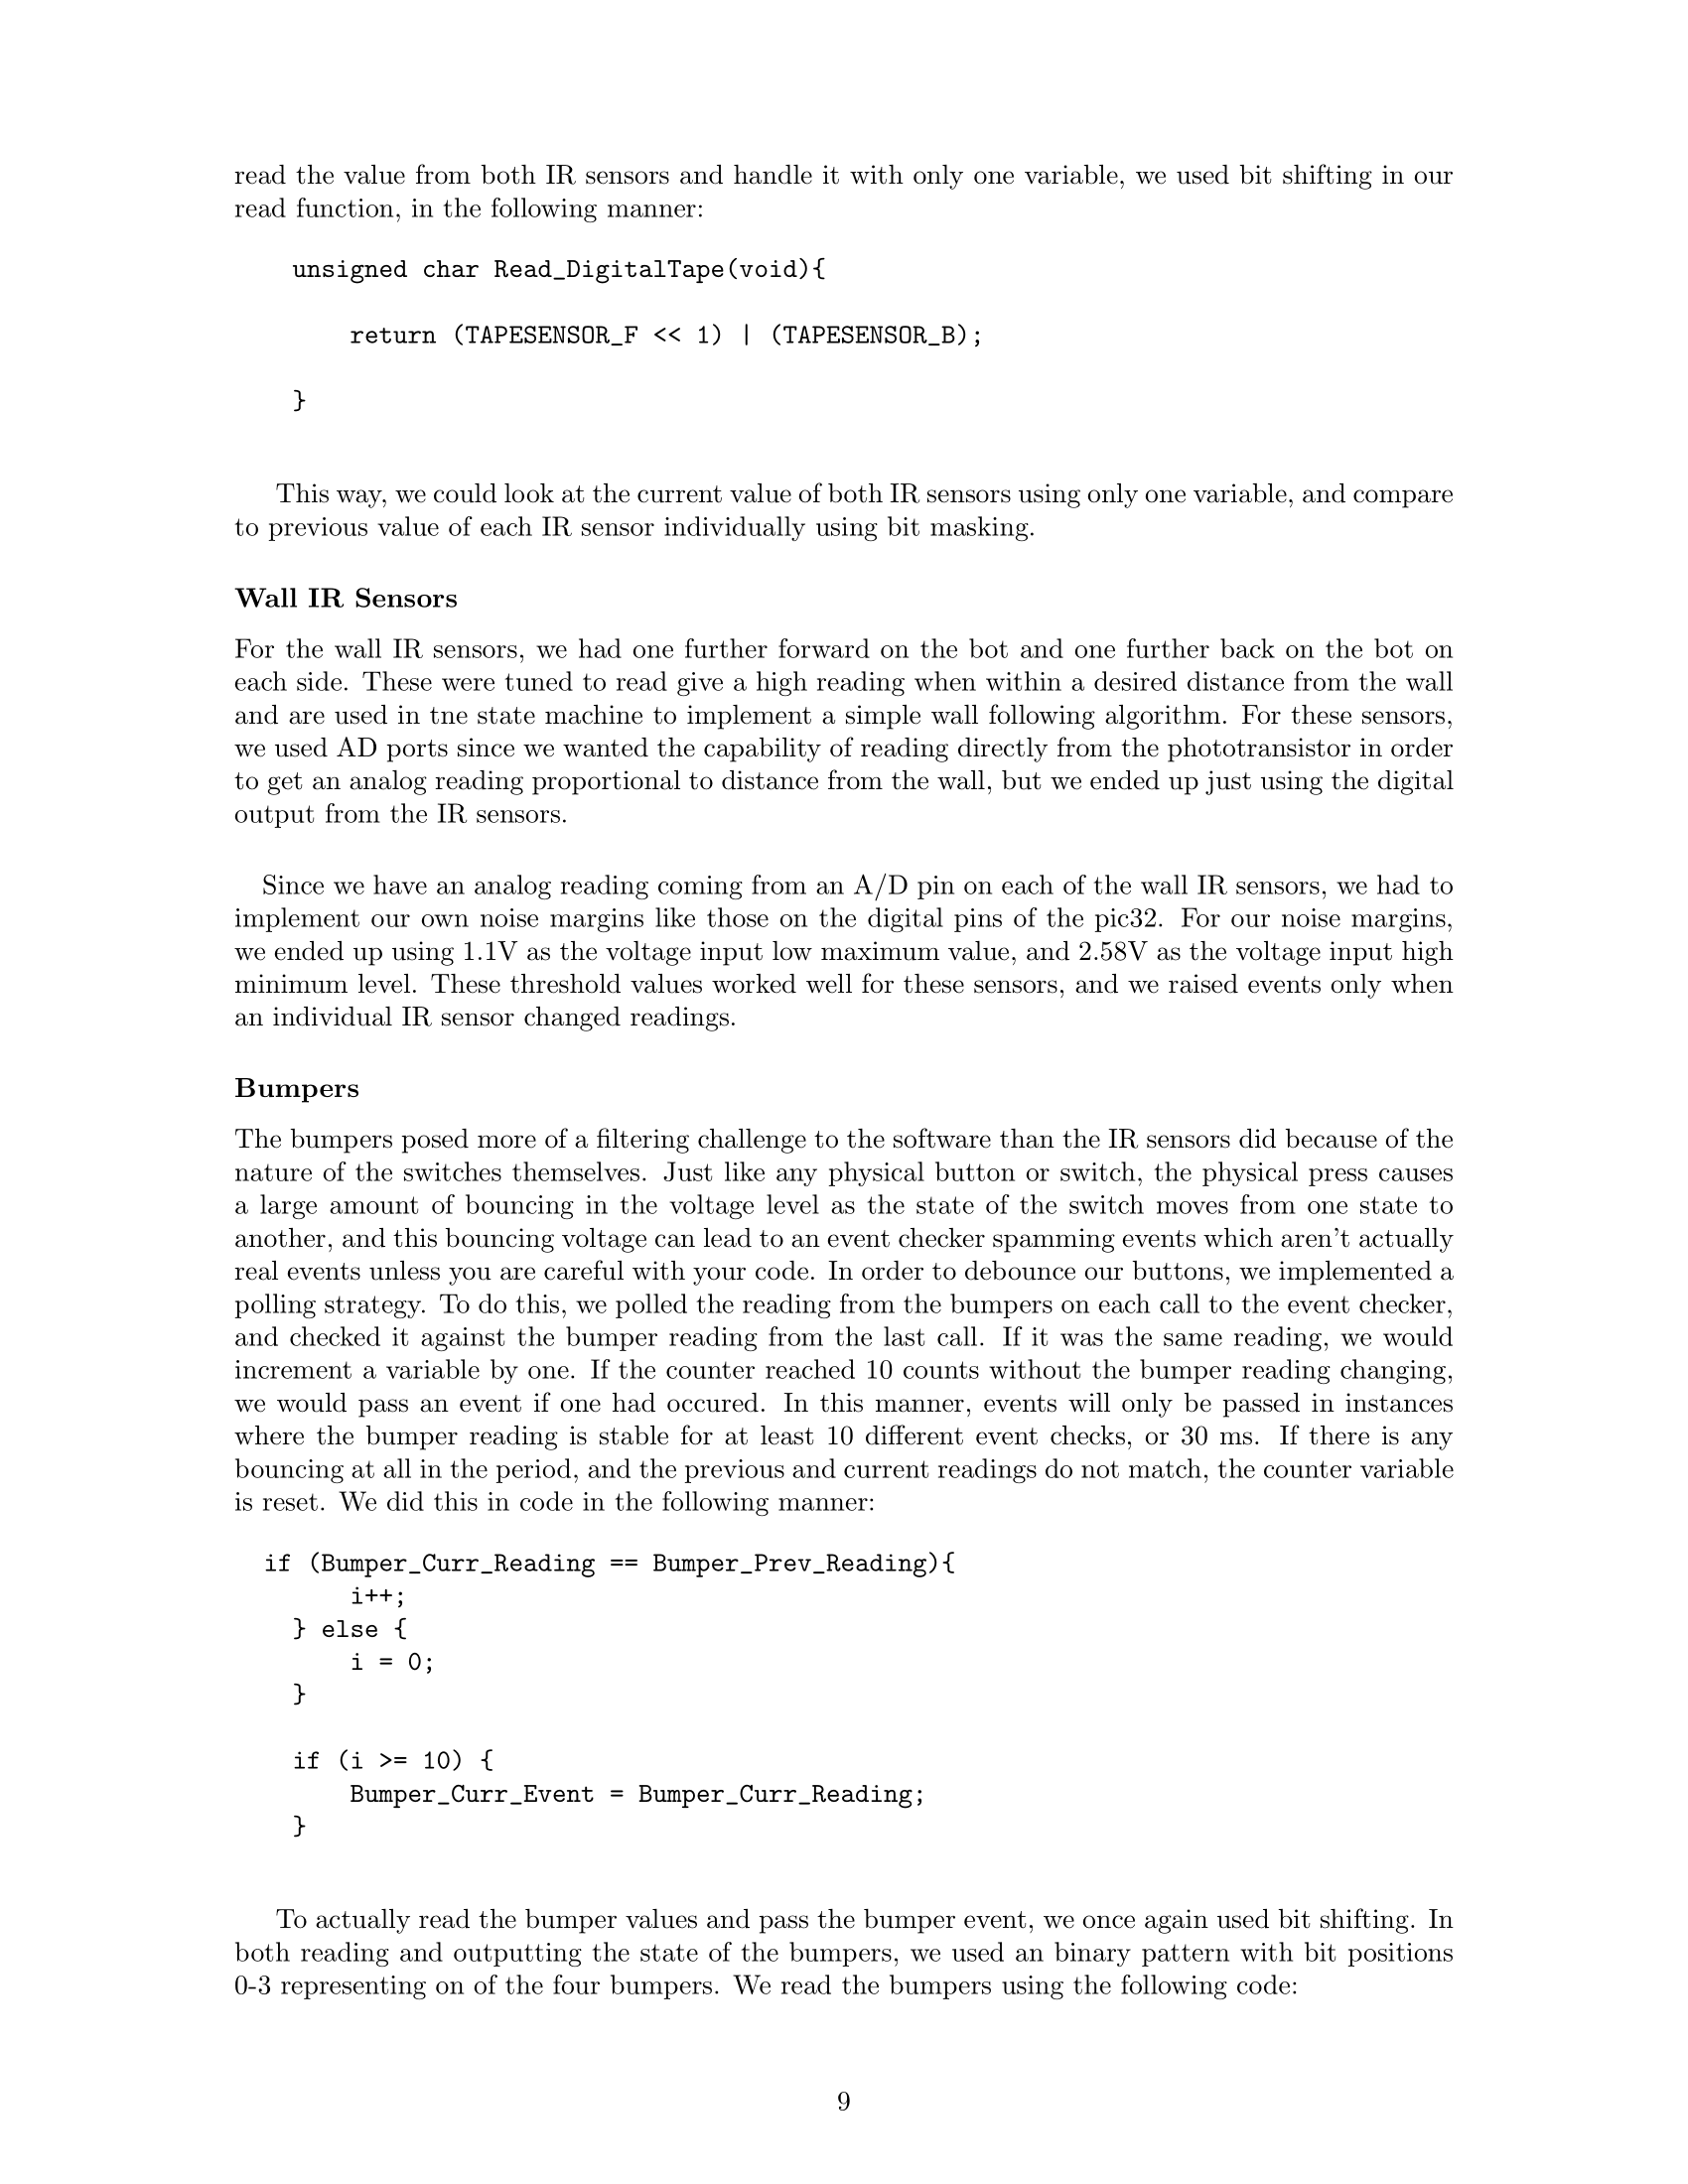 read the value from both IR sensors and handle it with only one variable, we used bit shifting in our
read function, in the following manner:
unsigned char Read_DigitalTape(void){
return (TAPESENSOR_F << 1) | (TAPESENSOR_B);
}
This way, we could look at the current value of both IR sensors using only one variable, and compare
to previous value of each IR sensor individually using bit masking.
Wall IR Sensors
For the wall IR sensors, we had one further forward on the bot and one further back on the bot on
each side. These were tuned to read give a high reading when within a desired distance from the wall
and are used in tne state machine to implement a simple wall following algorithm. For these sensors,
we used AD ports since we wanted the capability of reading directly from the phototransistor in order
to get an analog reading proportional to distance from the wall, but we ended up just using the digital
output from the IR sensors.
Since we have an analog reading coming from an A/D pin on each of the wall IR sensors, we had to
implement our own noise margins like those on the digital pins of the pic32. For our noise margins,
we ended up using 1.1V as the voltage input low maximum value, and 2.58V as the voltage input high
minimum level. These threshold values worked well for these sensors, and we raised events only when
an individual IR sensor changed readings.
Bumpers
The bumpers posed more of a filtering challenge to the software than the IR sensors did because of the
nature of the switches themselves. Just like any physical button or switch, the physical press causes
a large amount of bouncing in the voltage level as the state of the switch moves from one state to
another, and this bouncing voltage can lead to an event checker spamming events which aren't actually
real events unless you are careful with your code. In order to debounce our buttons, we implemented a
polling strategy. To do this, we polled the reading from the bumpers on each call to the event checker,
and checked it against the bumper reading from the last call. If it was the same reading, we would
increment a variable by one. If the counter reached 10 counts without the bumper reading changing,
we would pass an event if one had occured. In this manner, events will only be passed in instances
where the bumper reading is stable for at least 10 different event checks, or 30 ms. If there is any
bouncing at all in the period, and the previous and current readings do not match, the counter variable
is reset. We did this in code in the following manner:
if (Bumper_Curr_Reading == Bumper_Prev_Reading){
i++;
} else {
i = 0;
}
if (i >= 10) {
Bumper_Curr_Event = Bumper_Curr_Reading;
}
To actually read the bumper values and pass the bumper event, we once again used bit shifting. In
both reading and outputting the state of the bumpers, we used an binary pattern with bit positions
0-3 representing on of the four bumpers. We read the bumpers using the following code:
9